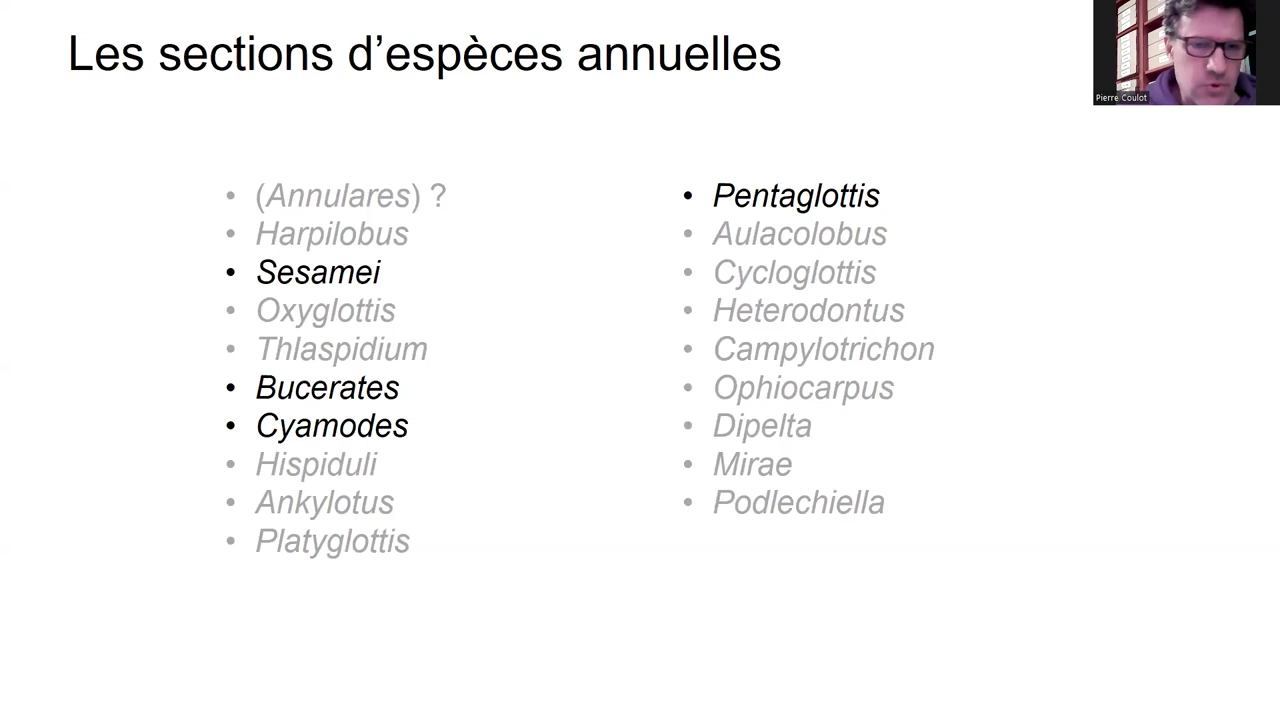 Les sections d’espèces annuelles
Pierre Coulot
• (Annulares) ?
• Harpilobus
• Sesamei
• Oxyglottis
• Thlaspidium
• Bucerates
• Cyamodes
• Hispiduli
• Ankylotus
• Platyglottis
• Pentaglottis
• Aulacolobus
• Cycloglottis
• Heterodontus
• Campylotrichon
• Ophiocarpus
• Dipelta
• Mirae
• Podlechiella